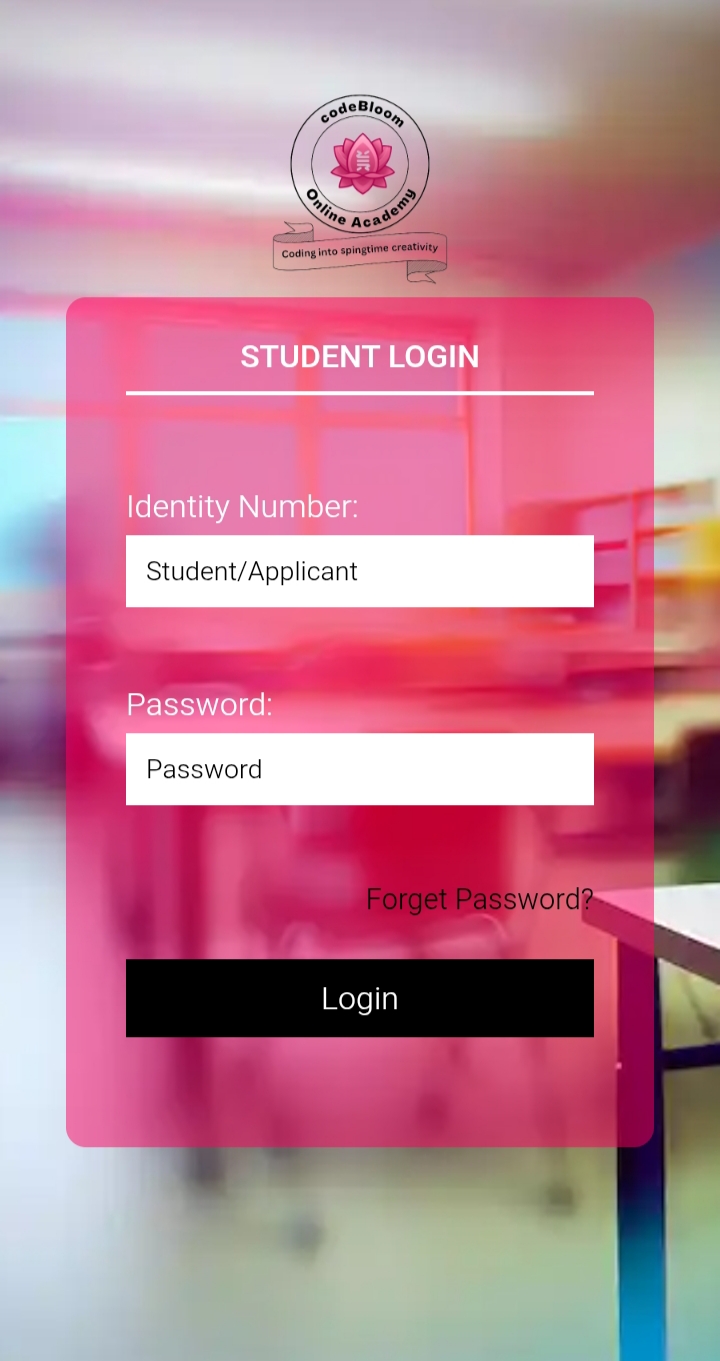 codeBloom
Online Academy
Coding into spingtime creativity
STUDENT LOGIN
Identity Number:
Student/Applicant
Password:
Password
Forget Password?
Login